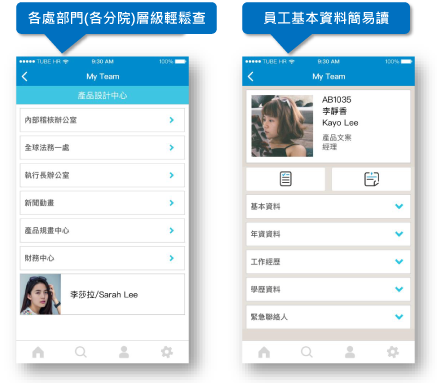 各處部門(各分院)層級輕鬆查
TUBE HR 9:30 AM 100%
My Team
產品設計中心
內部稽核辦公室
全球法務一處
執行長辦公室
新聞動畫
產品規畫中心
財務中心
李莎拉/Sarah Lee
員工基本資料簡易讀
TUBE HR 9:30 AM 100%
My Team
AB1035
李靜香
Kayo Lee
產品文案
經理
基本資料
年資資料
工作經歷
學歷資料
緊急聯絡人